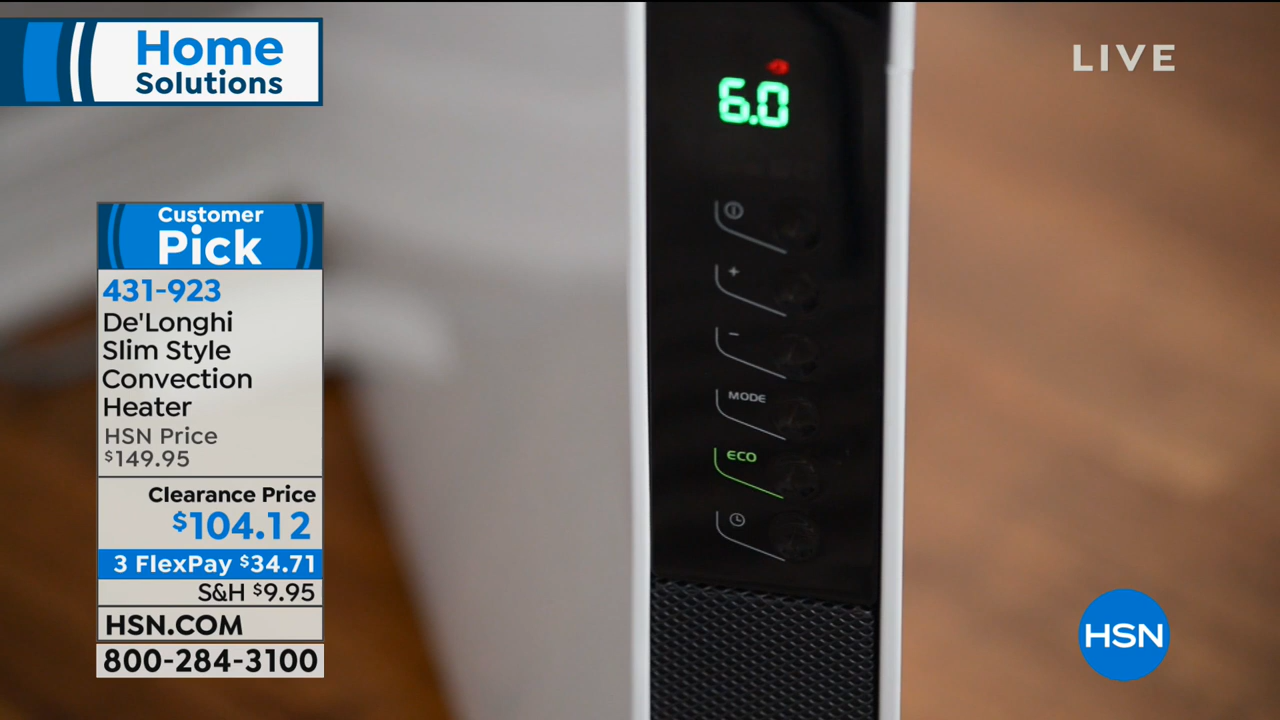 Home
Solutions
LIVE
6.0
+
-
MODE
ECO
Customer
Pick
431-923
De'Longhi
Slim Style
Convection
Heater
HSN Price
$149.95
Clearance Price
$104.12
3 FlexPay $34.71
S&H $9.95
HSN.COM
800-284-3100
HSN